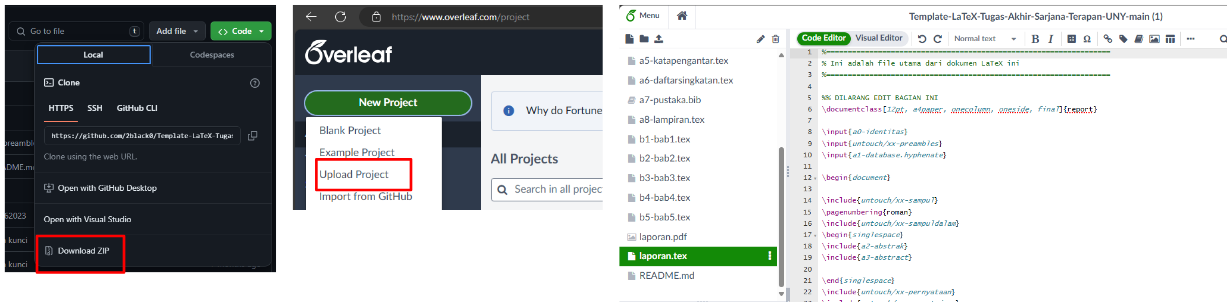 Go to file
t
Add file
Code
Local
Codespaces
Clone
HTTPS
SSH
GitHub CLI
https://github.com/2black0/Template-LaTeX-Tugas
Clone using the web URL.
Open with GitHub Desktop
Open with Visual Studio
Download ZIP
https://www.overleaf.com/project
Overleaf
New Project
Blank Project
Example Project
Upload Project
Import from GitHub
Why do Fortune
All Projects
Search in all project
Menu
Template-LaTeX-Tugas-Akhir-Sarjana-Terapan-UNY-main (1)
Code Editor
Visual Editor
Normal text
B
I
Ω
a5-katapengantar.tex
a6-daftarsingkatan.tex
a7-pustaka.bib
a8-lampiran.tex
b1-bab1.tex
b2-bab2.tex
b3-bab3.tex
b4-bab4.tex
b5-bab5.tex
laporan.pdf
laporan.tex
README.md
1
2 % Ini adalah file utama dari dokumen LaTeX ini
3
4
5 %% DILARANG EDIT BAGIAN INI
6 \documentclass[12pt, a4paper, onecolumn, oneside, final]{report}
7
8 \input{a0-identitas}
9 \input{untouch/xx-preambles}
10 \input{a1-database.hyphenate}
11
12 \begin{document}
13
14 \include{untouch/xx-sampul}
15 \pagenumbering{roman}
16 \include{untouch/xx-sampuldalam}
17 \begin{singlespace}
18 \include{a2-abstrak}
19 \include{a3-abstract}
20
21 \end{singlespace}
22 \include{untouch/xx-pernyataan}